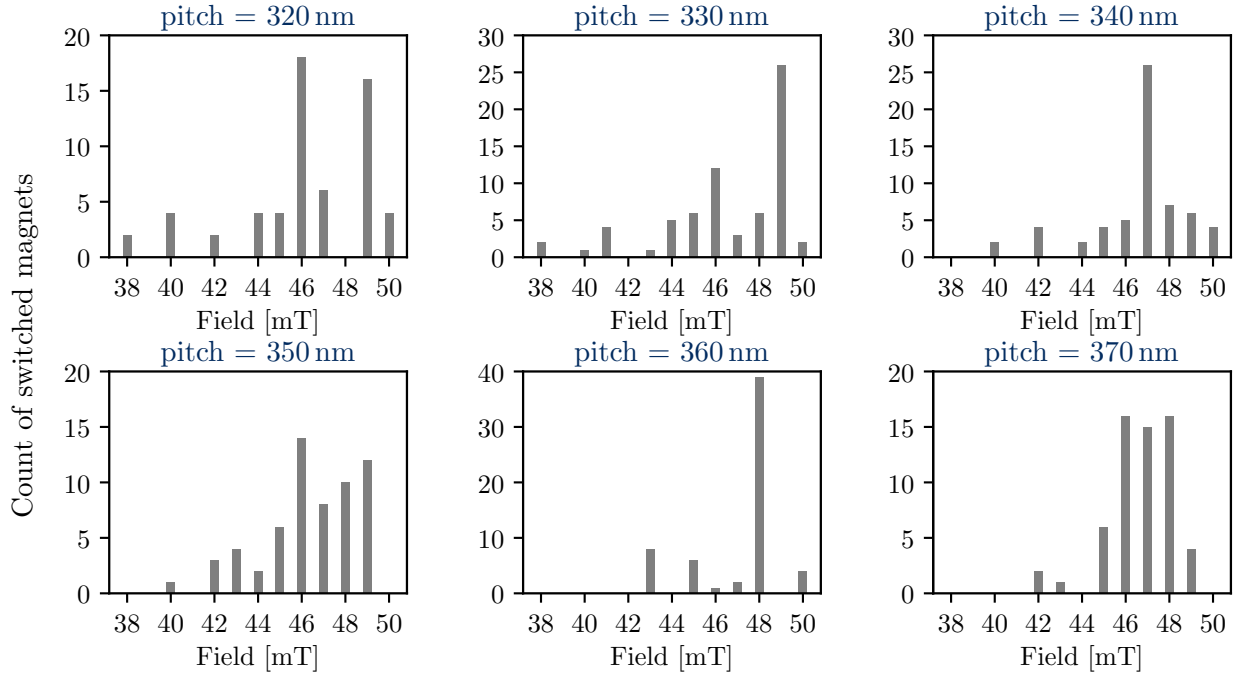 pitch = 320 nm
pitch = 330 nm
pitch = 340 nm
20
15
10
5
0
38 40 42 44 46 48 50
Field [mT]
30
25
20
15
10
5
0
38 40 42 44 46 48 50
Field [mT]
30
25
20
15
10
5
0
38 40 42 44 46 48 50
Field [mT]
Count of switched magnets
pitch = 350 nm
pitch = 360 nm
pitch = 370 nm
20
15
10
5
0
38 40 42 44 46 48 50
Field [mT]
40
30
20
10
0
38 40 42 44 46 48 50
Field [mT]
20
15
10
5
0
38 40 42 44 46 48 50
Field [mT]